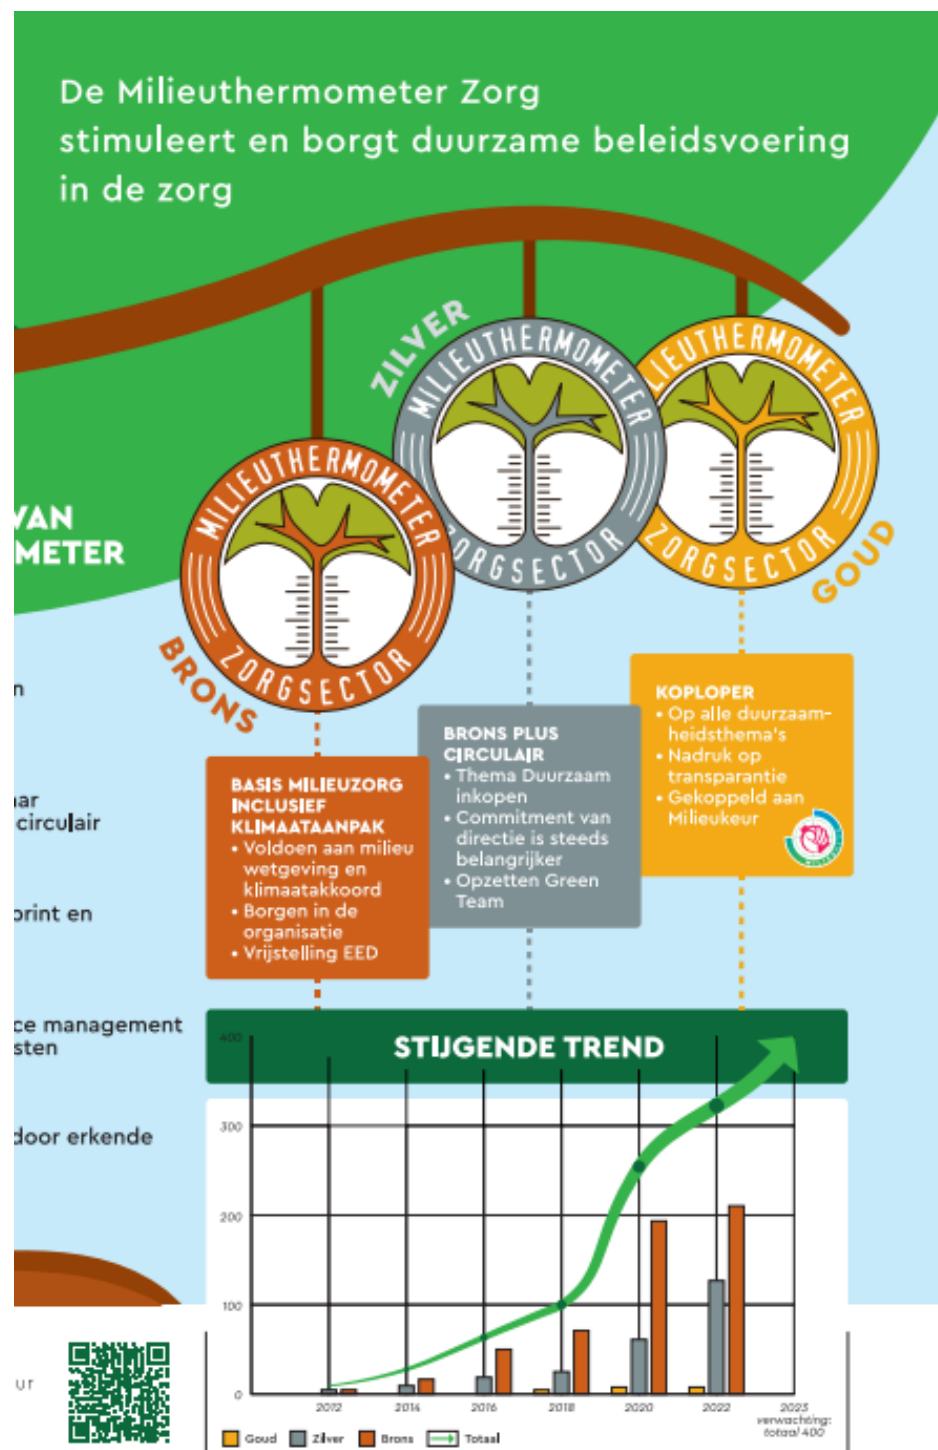 De Milieuthermometer Zorg
stimuleert en borgt duurzame beleidsvoering
in de zorg
ZILVER
MILIEUTHERMOMETER
ZORGSECTOR
LIEUTHERMOMETER
ZORGSECTOR
GOUD
MILIEUTHERMOMETER
ZORGSECTOR
BRONS
VAN
METER
n
aar
circulair
print en
ce management
sten
door erkende
ur
KOPLOPER
• Op alle duurzaam-
heidsthema's
• Nadruk op
transparantie
• Gekoppeld aan
Milieukeur
BRONS PLUS
CIRCULAIR
• Thema Duurzaam
inkopen
• Commitment van
directie is steeds
belangrijker
• Opzetten Green
Team
BASIS MILIEUZORG
INCLUSIEF
KLIMAATAANPAK
• Voldoen aan milieu
wetgeving en
klimaatakkoord
• Borgen in de
organisatie
• Vrijstelling EED
STIJGENDE TREND
400
300
200
100
0
2012 2014 2016 2018 2020 2022 2023
verwachting:
totaal 400
Goud Zilver Brons Totaal